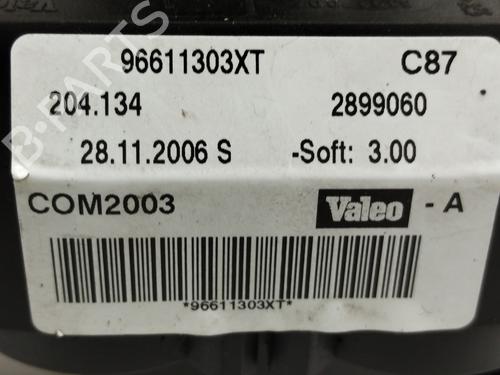 96611303XT C87
204.134 2899060
28.11.2006 S -Soft: 3.00
COM2003 Valeo - A
*96611303XT*
B-PARTS